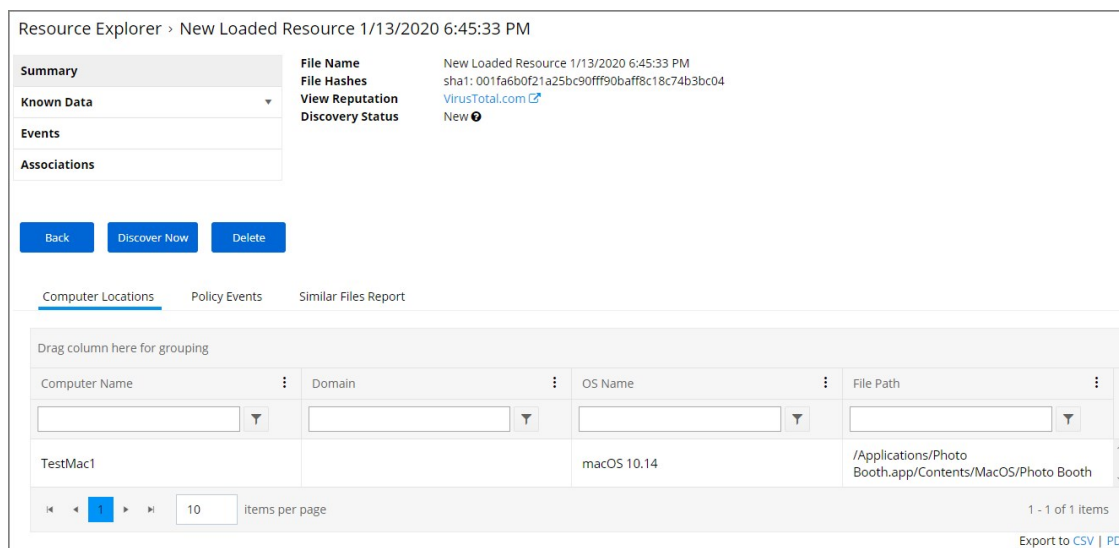 Resource Explorer › New Loaded Resource 1/13/2020 6:45:33 PM
Summary
Known Data
Events
Associations
File Name New Loaded Resource 1/13/2020 6:45:33 PM
File Hashes sha1: 001fa6b0f21a25bc90fff90baff8c18c74b3bc04
View Reputation VirusTotal.com
Discovery Status New
Back Discover Now Delete
Computer Locations Policy Events Similar Files Report
Drag column here for grouping
Computer Name Domain OS Name File Path
TestMac1 macOS 10.14 /Applications/Photo
Booth.app/Contents/MacOS/Photo Booth
1 10 items per page 1 - 1 of 1 items
Export to CSV |